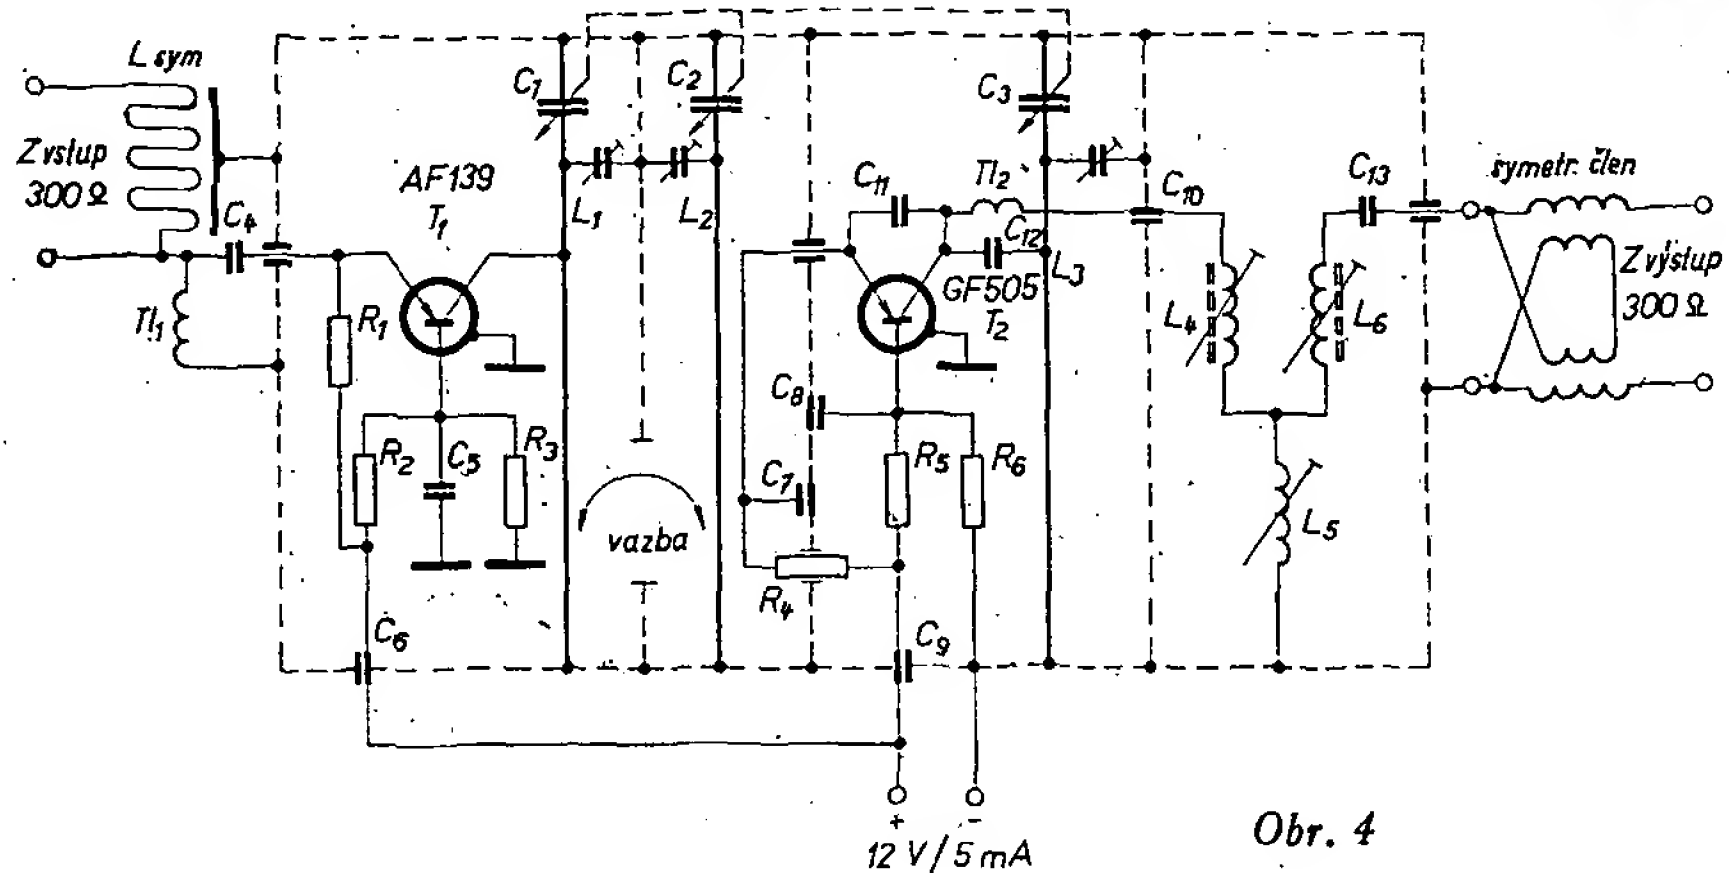 L sym
Z vstup
300 Ω
C4
Tl1
AF139
T1
R1
R2
C5
R3
C6
C1
L1
C2
L2
vazba
C11
Tl2
C12
GF505
T2
C3
L3
C8
C7
R4
R5
R6
C9
C10
L4
L5
L6
C13
symetr. člen
Z výstup
300 Ω
+
-
12 V / 5 mA
Obr. 4